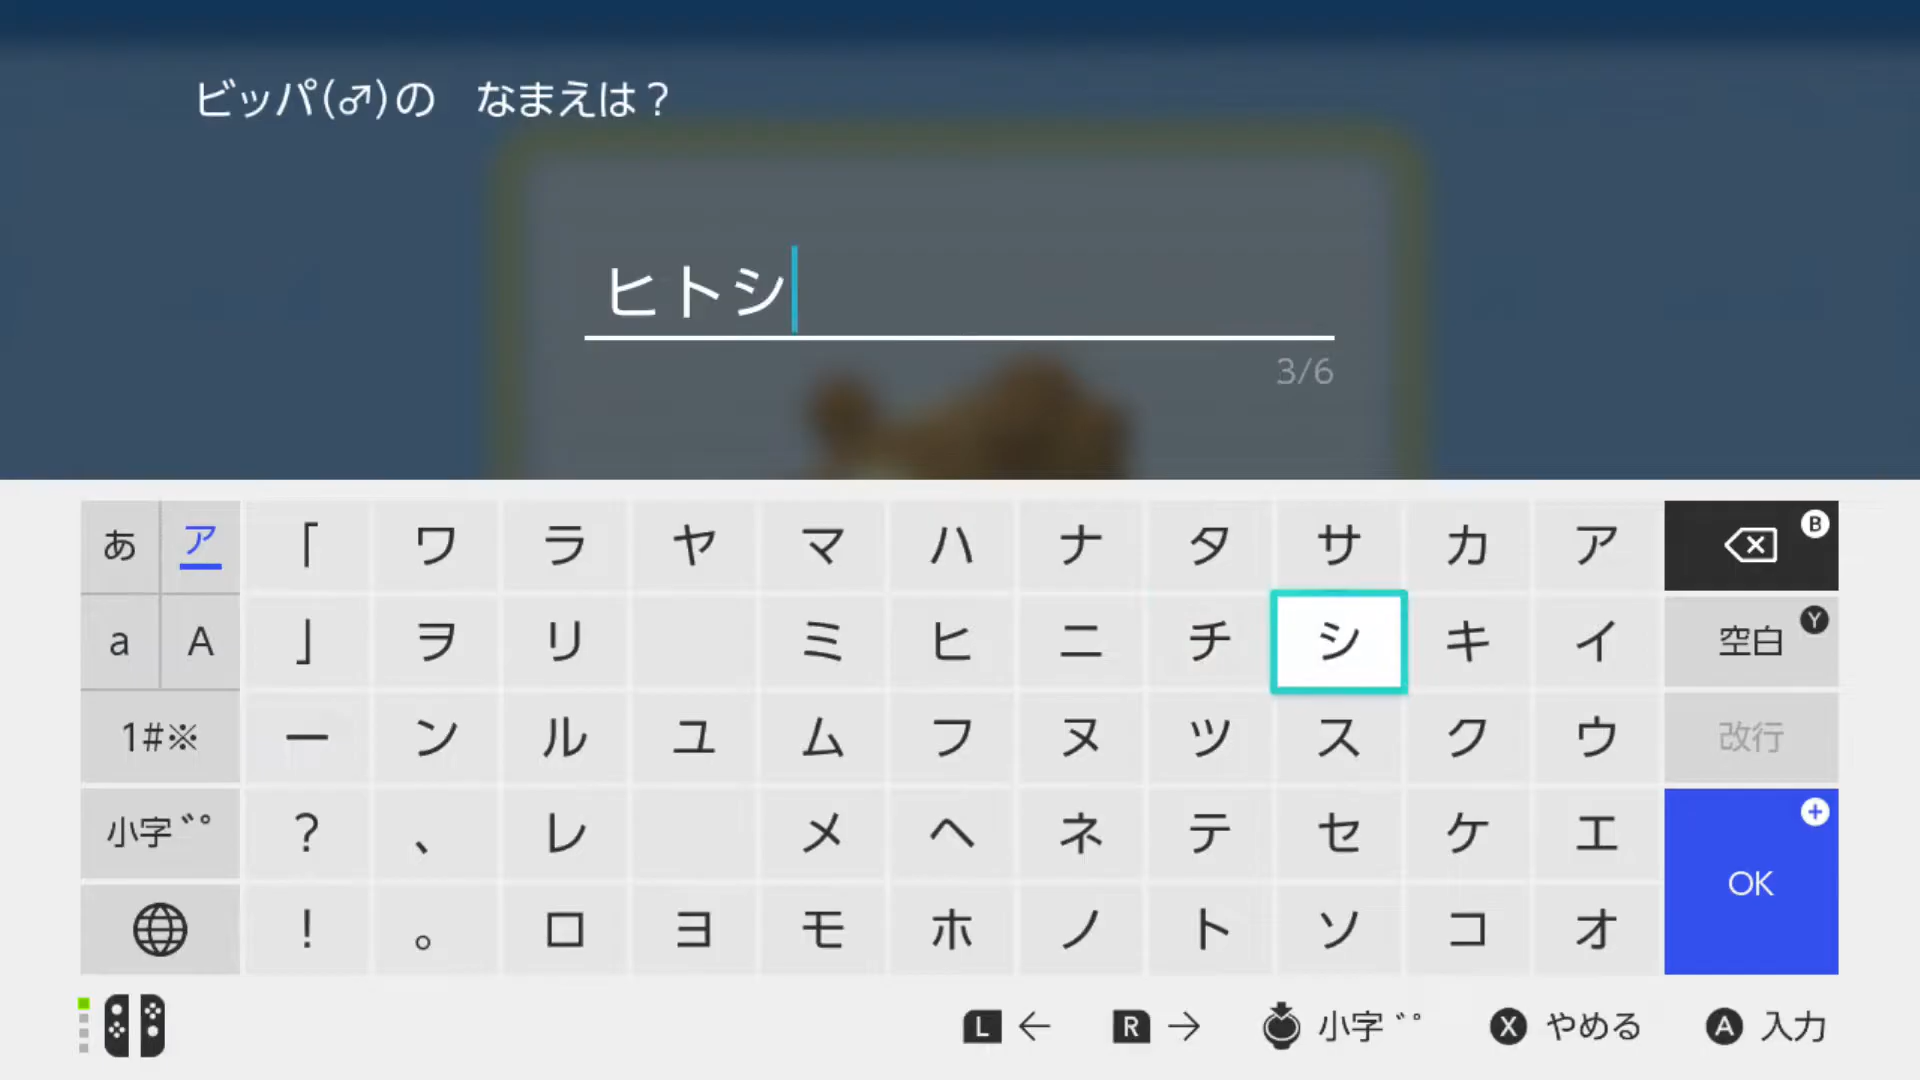 ビッパ(♂)の　なまえは？
ヒトシ
3/6
あ ア 「 ワ ラ ヤ マ ハ ナ タ サ カ ア B
a A 」 ヲ リ ミ ヒ ニ チ シ キ イ 空白 Y
1#※ ー ン ル ユ ム フ ヌ ツ ス ク ウ 改行
小字゛゜ ? 、 レ メ ヘ ネ テ セ ケ エ
! 。 ロ ヨ モ ホ ノ ト ソ コ オ OK
L ← R → 小字゛゜ X やめる A 入力